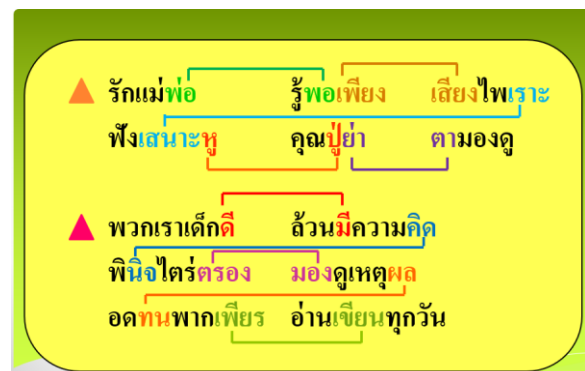 รักแม่พ่อ รู้พอเพียง เสียงไพเราะ
ฟังเสนาะหู คุณปู่ย่า ตามองดู
พวกเราเด็กดี ล้วนมีความคิด
พินิจไตร่ตรอง มองดูเหตุผล
อดทนพากเพียร อ่านเขียนทุกวัน